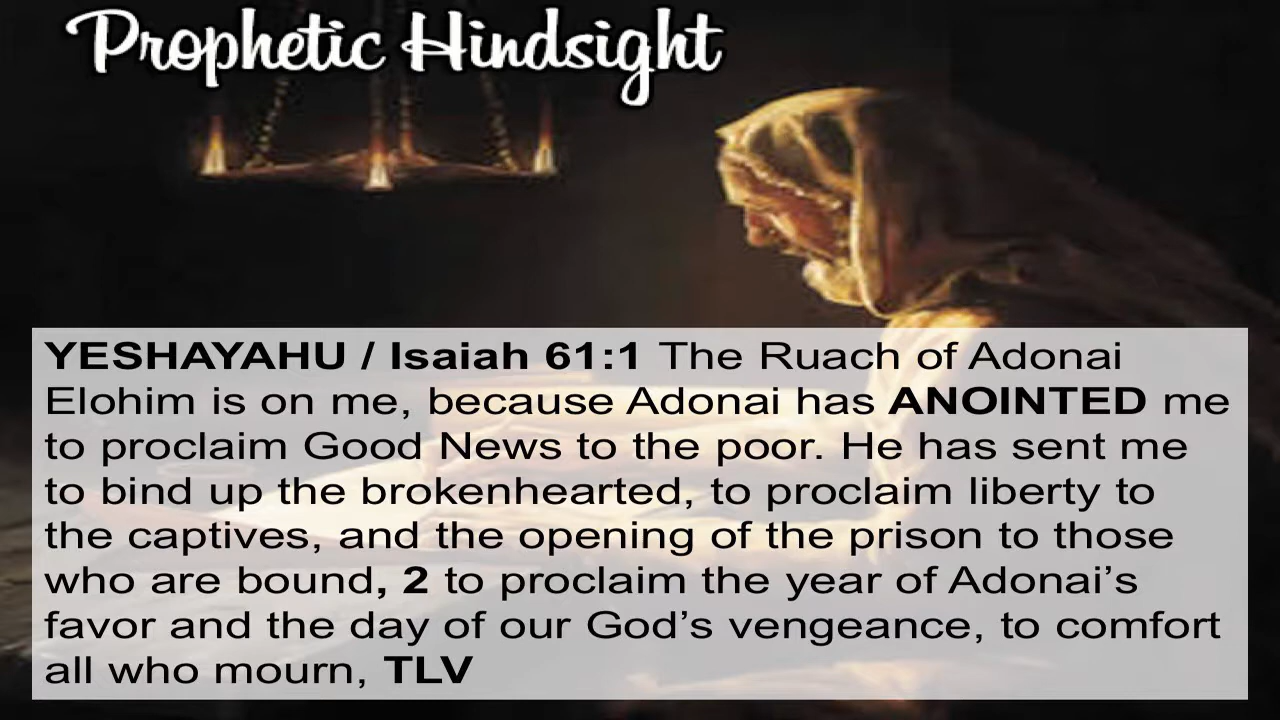 Prophetic Hindsight
YESHAYAHU / Isaiah 61:1 The Ruach of Adonai
Elohim is on me, because Adonai has ANOINTED me
to proclaim Good News to the poor. He has sent me
to bind up the brokenhearted, to proclaim liberty to
the captives, and the opening of the prison to those
who are bound, 2 to proclaim the year of Adonai’s
favor and the day of our God’s vengeance, to comfort
all who mourn, TLV